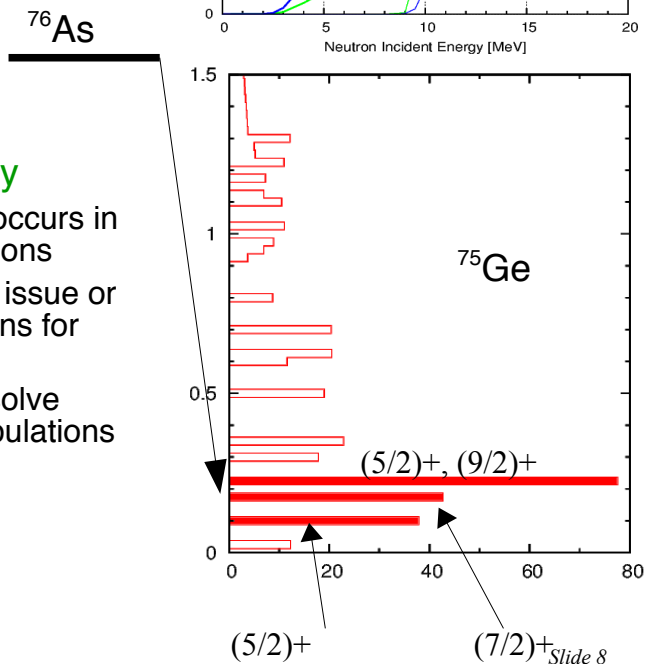 0
0 5 10 15 20
Neutron Incident Energy [MeV]
76As
1.5
y
occurs in
ons
issue or
ns for
olve
oulations
1
75Ge
0.5
(5/2)+, (9/2)+
0
0 20 40 60 80
(5/2)+ (7/2)+
Slide 8